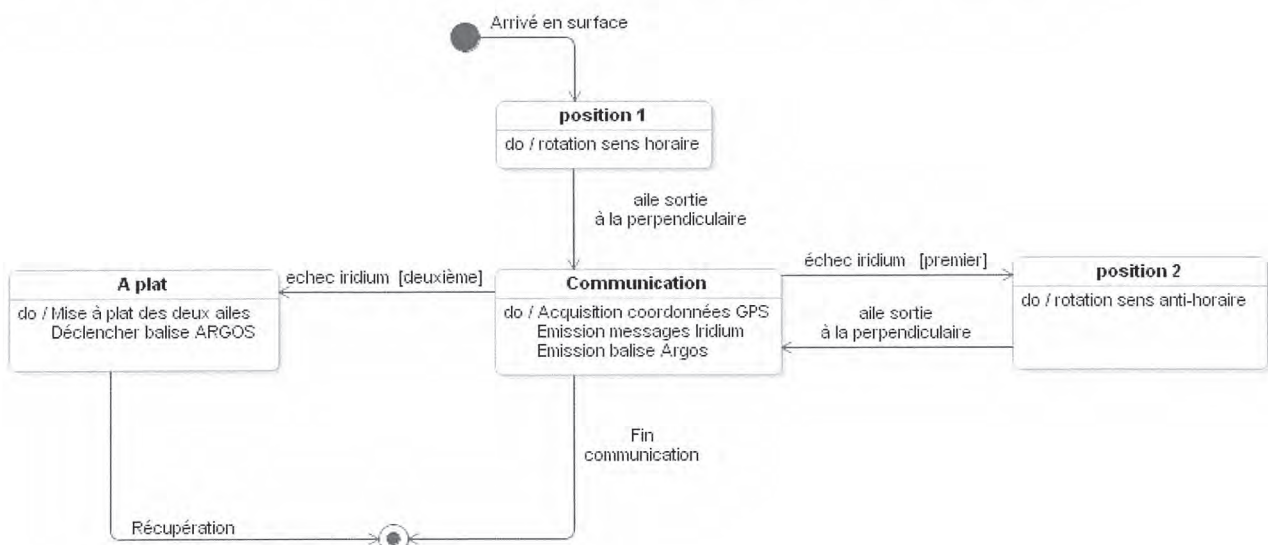 Arrivé en surface
position 1
do / rotation sens horaire
aile sortie
à la perpendiculaire
echec iridium [deuxième]
échec iridium [premier]
A plat
do / Mise à plat des deux ailes
Déclencher balise ARGOS
Communication
do / Acquisition coordonnées GPS
Emission messages Iridium
Emission balise Argos
position 2
do / rotation sens anti-horaire
aile sortie
à la perpendiculaire
Fin
communication
Récupération